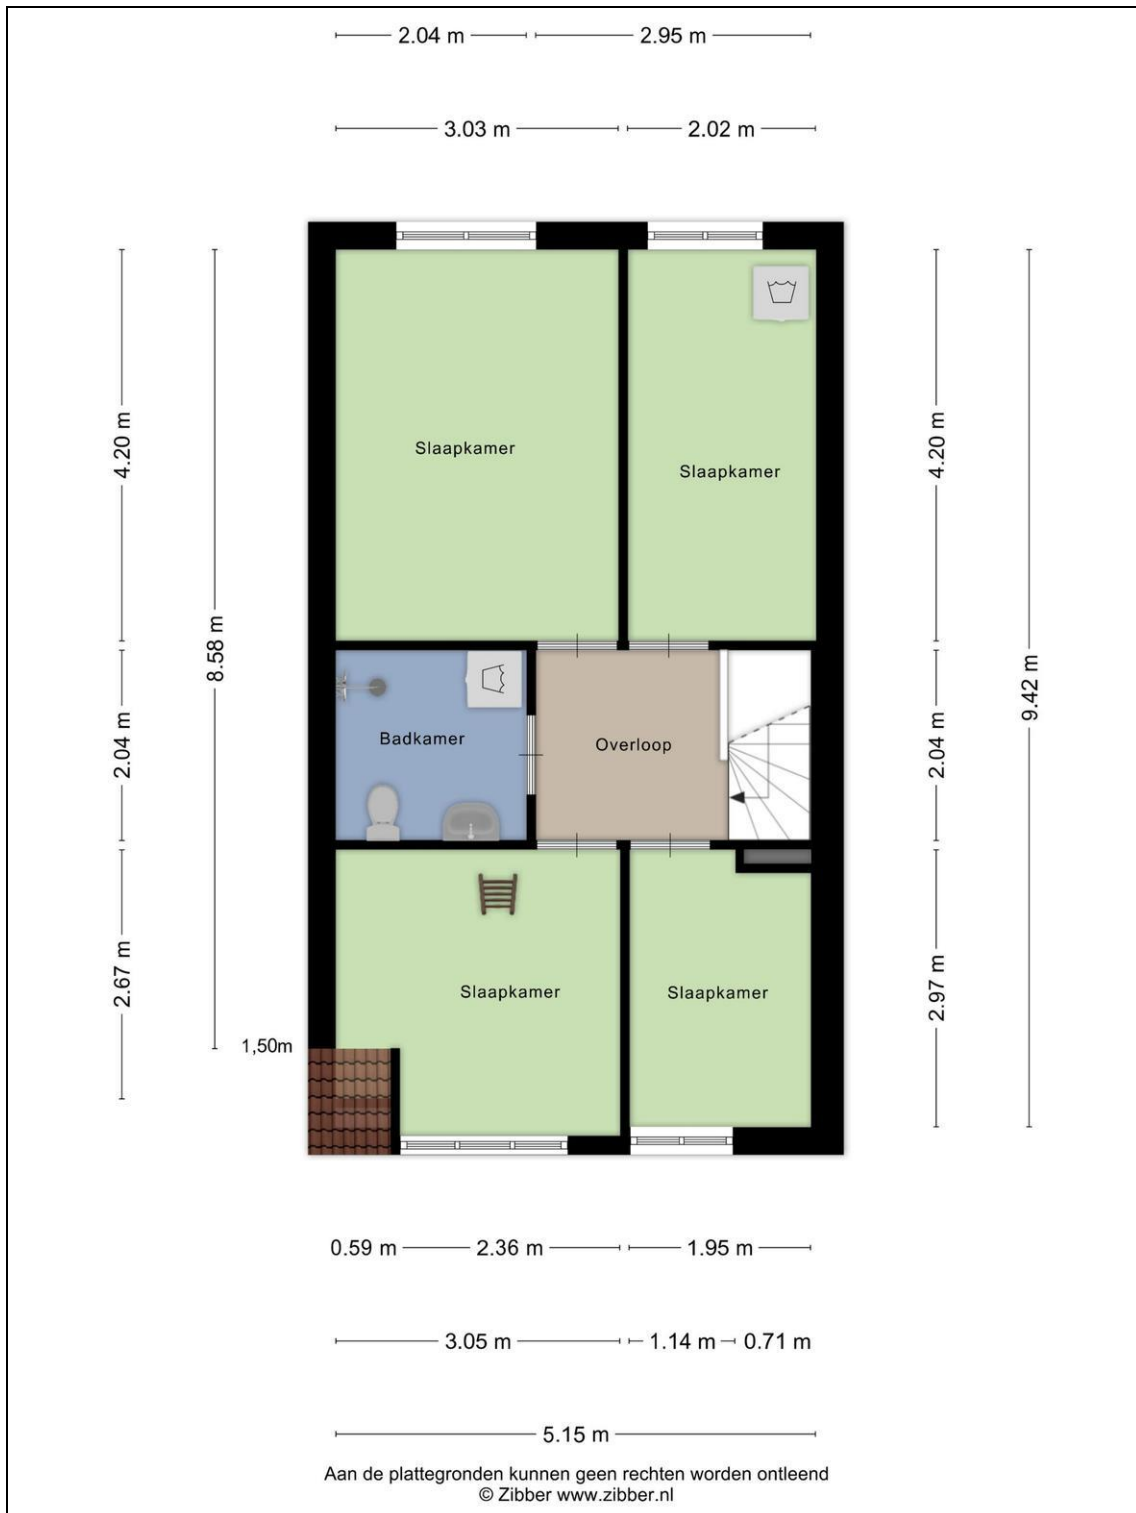 2.04 m 2.95 m
3.03 m 2.02 m
4.20 m
8.58 m
Slaapkamer
Slaapkamer
4.20 m
9.42 m
2.04 m
Badkamer
Overloop
2.04 m
2.67 m
Slaapkamer
Slaapkamer
2.97 m
1,50m
0.59 m 2.36 m 1.95 m
3.05 m 1.14 m 0.71 m
5.15 m
Aan de plattegronden kunnen geen rechten worden ontleend
© Zibber www.zibber.nl